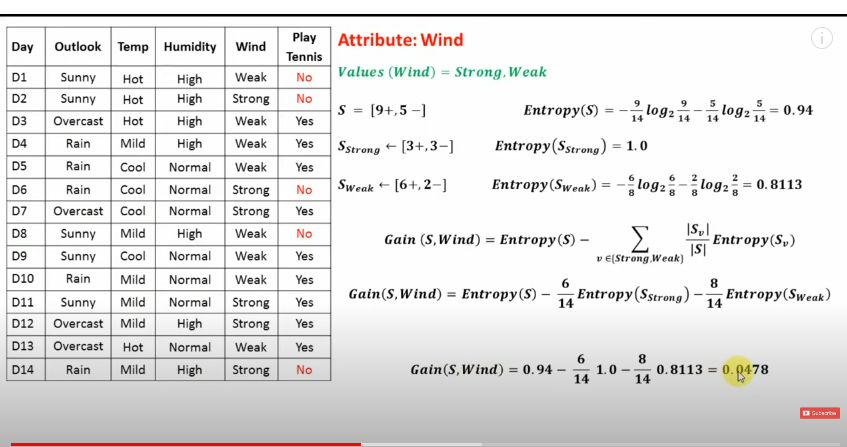 Day Outlook Temp Humidity Wind Play Tennis
D1 Sunny Hot High Weak No
D2 Sunny Hot High Strong No
D3 Overcast Hot High Weak Yes
D4 Rain Mild High Weak Yes
D5 Rain Cool Normal Weak Yes
D6 Rain Cool Normal Strong No
D7 Overcast Cool Normal Strong Yes
D8 Sunny Mild High Weak No
D9 Sunny Cool Normal Weak Yes
D10 Rain Mild Normal Weak Yes
D11 Sunny Mild Normal Strong Yes
D12 Overcast Mild High Strong Yes
D13 Overcast Hot Normal Weak Yes
D14 Rain Mild High Strong No
Attribute: Wind
Values (Wind) = Strong, Weak
S = [9+, 5 −] Entropy(S) = −9/14 log₂ 9/14 − 5/14 log₂ 5/14 = 0.94
S_Strong ← [3+, 3−] Entropy(S_Strong) = 1.0
S_Weak ← [6+, 2−] Entropy(S_Weak) = −6/8 log₂ 6/8 − 2/8 log₂ 2/8 = 0.8113
Gain (S, Wind) = Entropy(S) − ∑ v ∈{Strong,Weak} |S_v|/|S| Entropy(S_v)
Gain(S, Wind) = Entropy(S) − 6/14 Entropy(S_Strong) − 8/14 Entropy(S_Weak)
Gain(S, Wind) = 0.94 − 6/14 1.0 − 8/14 0.8113 = 0.0478
Subscribe